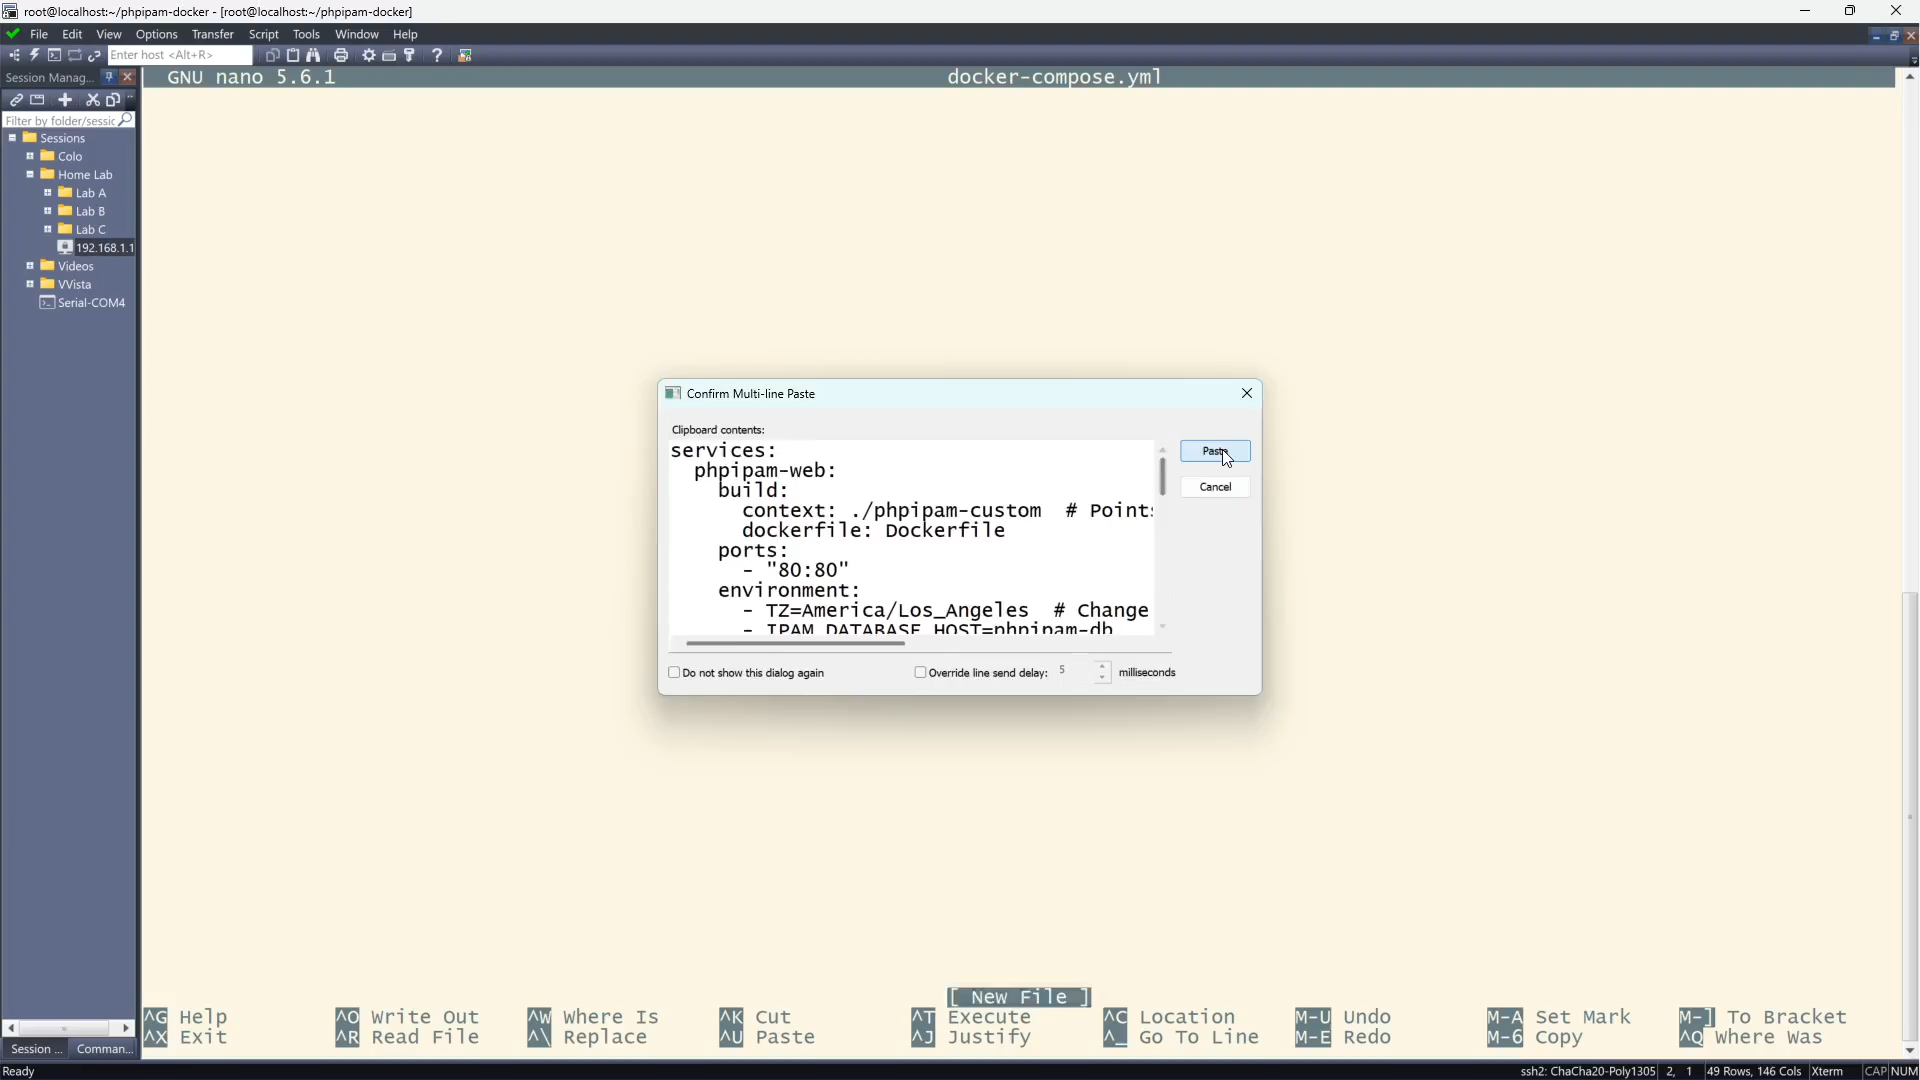 root@localhost:~/phpipam-docker - [root@localhost:~/phpipam-docker]
File Edit View Options Transfer Script Tools Window Help
Enter host <Alt+R>
Session Manag...
GNU nano 5.6.1 docker-compose.yml
Filter by folder/sessic
Sessions
Colo
Home Lab
Lab A
Lab B
Lab C
192.168.1.1
Videos
VVista
Serial-COM4
Confirm Multi-line Paste
Clipboard contents:
services:
phpipam-web:
build:
context: ./phpipam-custom # Points
dockerfile: Dockerfile
ports:
- "80:80"
environment:
- TZ=America/Los_Angeles # Change
- IPAM_DATABASE_HOST=phpipam-db
Paste
Cancel
Do not show this dialog again
Override line send delay: 5 milliseconds
[ New File ]
^G Help ^O Write Out ^W Where Is ^K Cut ^T Execute ^C Location M-U Undo M-A Set Mark M-] To Bracket
^X Exit ^R Read File ^\ Replace ^U Paste ^J Justify ^_ Go To Line M-E Redo M-6 Copy ^Q Where Was
Session ... Comman...
Ready
ssh2: ChaCha20-Poly1305 2, 1 49 Rows, 146 Cols Xterm CAP NUM